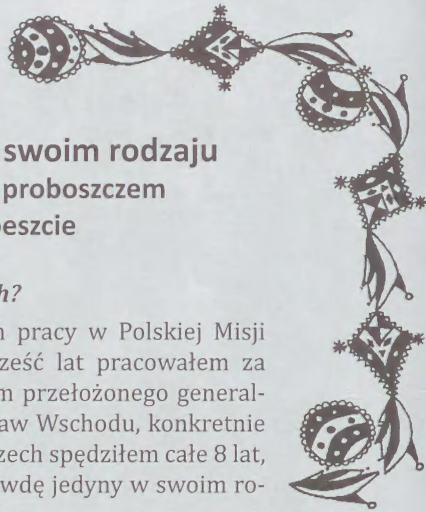 swoim rodzaju
proboszczem
eszcie
h?
pracy w Polskiej Misji
ześć lat pracowałem za
m przełożonego general-
aw Wschodu, konkretnie
zech spędziłem całe 8 lat,
wdę jedyny w swoim ro-